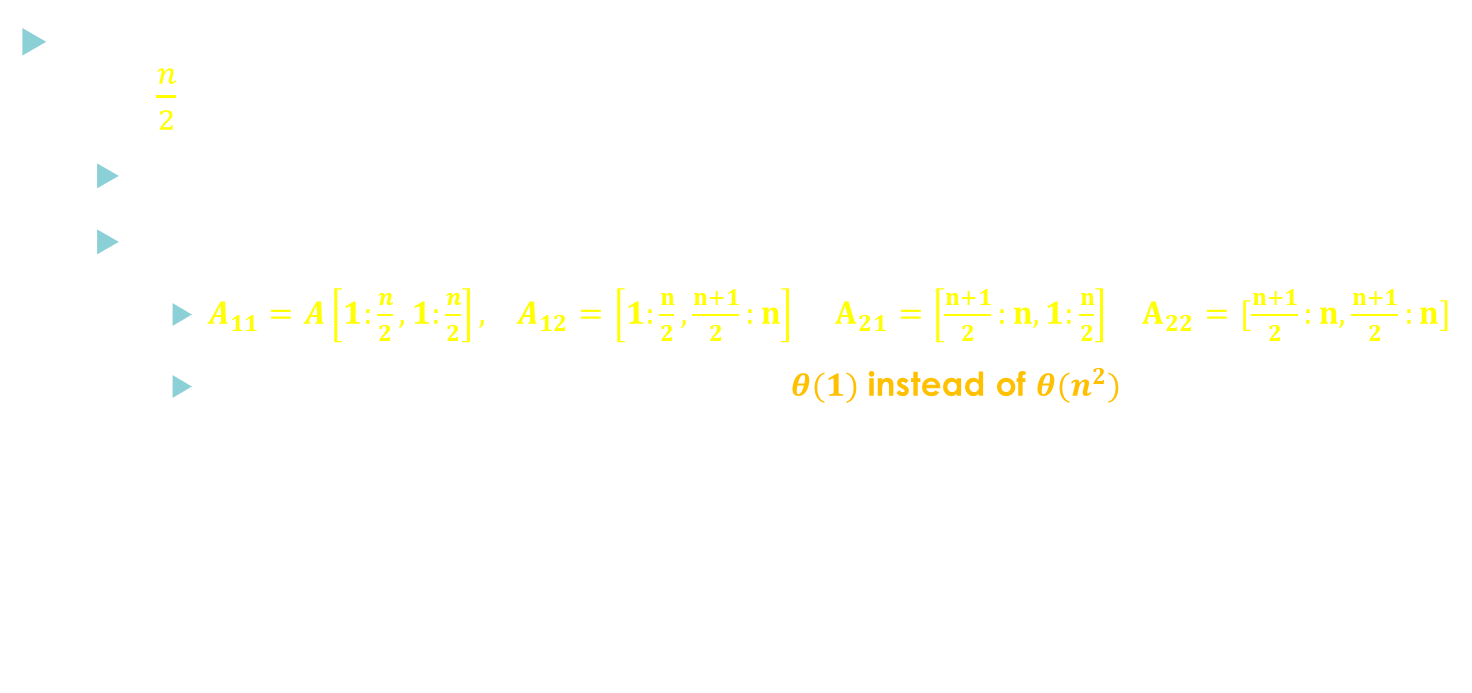 n/2
A₁₁ = A[1:n/2, 1:n/2], A₁₂ = [1:n/2, n+1/2 : n] A₂₁ = [n+1/2 : n, 1:n/2] A₂₂ = [n+1/2 : n, n+1/2 : n]
θ(1) instead of θ(n²)